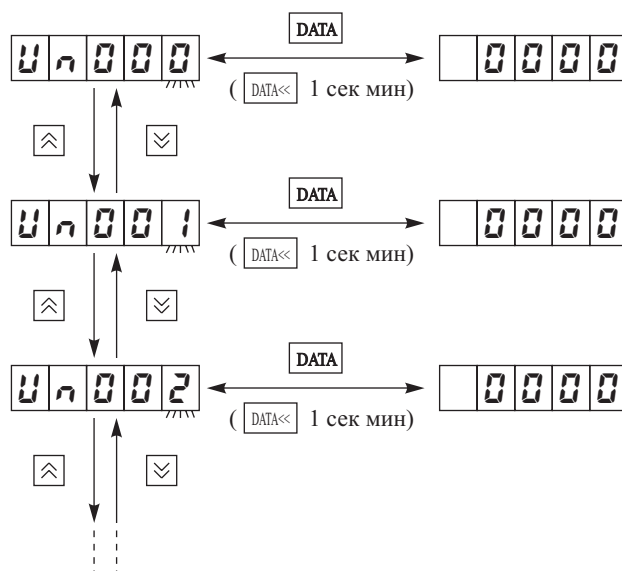 DATA
Un000 0000
( DATA≪ 1 сек мин)
DATA
Un001 0000
( DATA≪ 1 сек мин)
DATA
Un002 0000
( DATA≪ 1 сек мин)